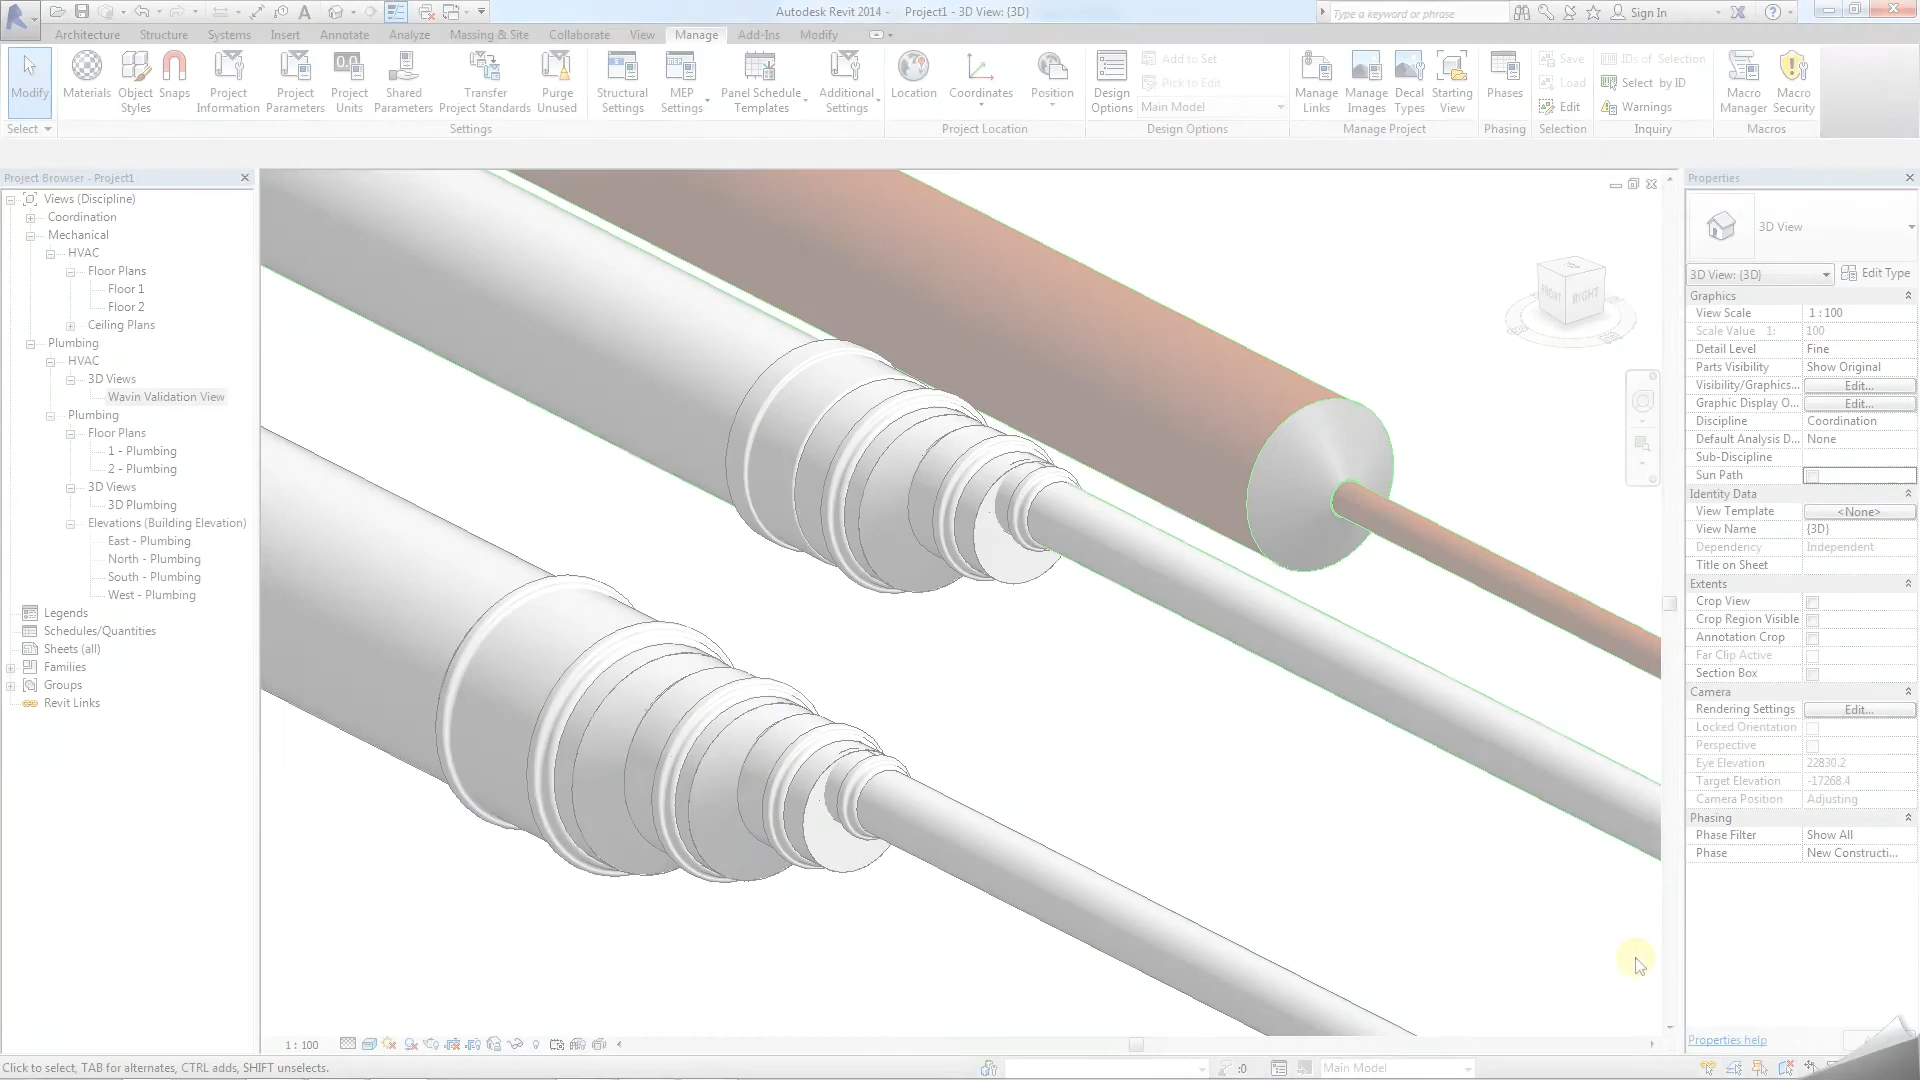 Autodesk Revit 2014 - Project1 - 3D View: {3D}
Type a keyword or phrase
Sign In
Architecture Structure Systems Insert Annotate Analyze Massing & Site Collaborate View Manage Add-Ins Modify
Modify
Materials
Object Styles
Snaps
Project Information
Project Parameters
Project Units
Shared Parameters
Transfer Project Standards
Purge Unused
Structural Settings
MEP Settings
Panel Schedule Templates
Additional Settings
Location
Coordinates
Position
Design Options
Add to Set
Pick to Edit
Main Model
Manage Links
Manage Images
Decal Types
Starting View
Phases
Save
Load
Edit
IDs of Selection
Select by ID
Warnings
Macro Manager
Macro Security
Select
Settings
Project Location
Design Options
Manage Project
Phasing
Selection
Inquiry
Macros
Project Browser - Project1
Views (Discipline)
Coordination
Mechanical
HVAC
Floor Plans
Floor 1
Floor 2
Ceiling Plans
Plumbing
HVAC
3D Views
Wavin Validation View
Plumbing
Floor Plans
1 - Plumbing
2 - Plumbing
3D Views
3D Plumbing
Elevations (Building Elevation)
East - Plumbing
North - Plumbing
South - Plumbing
West - Plumbing
Legends
Schedules/Quantities
Sheets (all)
Families
Groups
Revit Links
FRONT RIGHT
Properties
3D View
3D View: {3D} Edit Type
Graphics
View Scale 1 : 100
Scale Value 1: 100
Detail Level Fine
Parts Visibility Show Original
Visibility/Graphics... Edit...
Graphic Display O... Edit...
Discipline Coordination
Default Analysis D... None
Sub-Discipline
Sun Path
Identity Data
View Template <None>
View Name {3D}
Dependency Independent
Title on Sheet
Extents
Crop View
Crop Region Visible
Annotation Crop
Far Clip Active
Section Box
Camera
Rendering Settings Edit...
Locked Orientation
Perspective
Eye Elevation 22830.2
Target Elevation -17268.4
Camera Position Adjusting
Phasing
Phase Filter Show All
Phase New Constructi...
Properties help
1 : 100
Click to select, TAB for alternates, CTRL adds, SHIFT unselects.
:0
Main Model